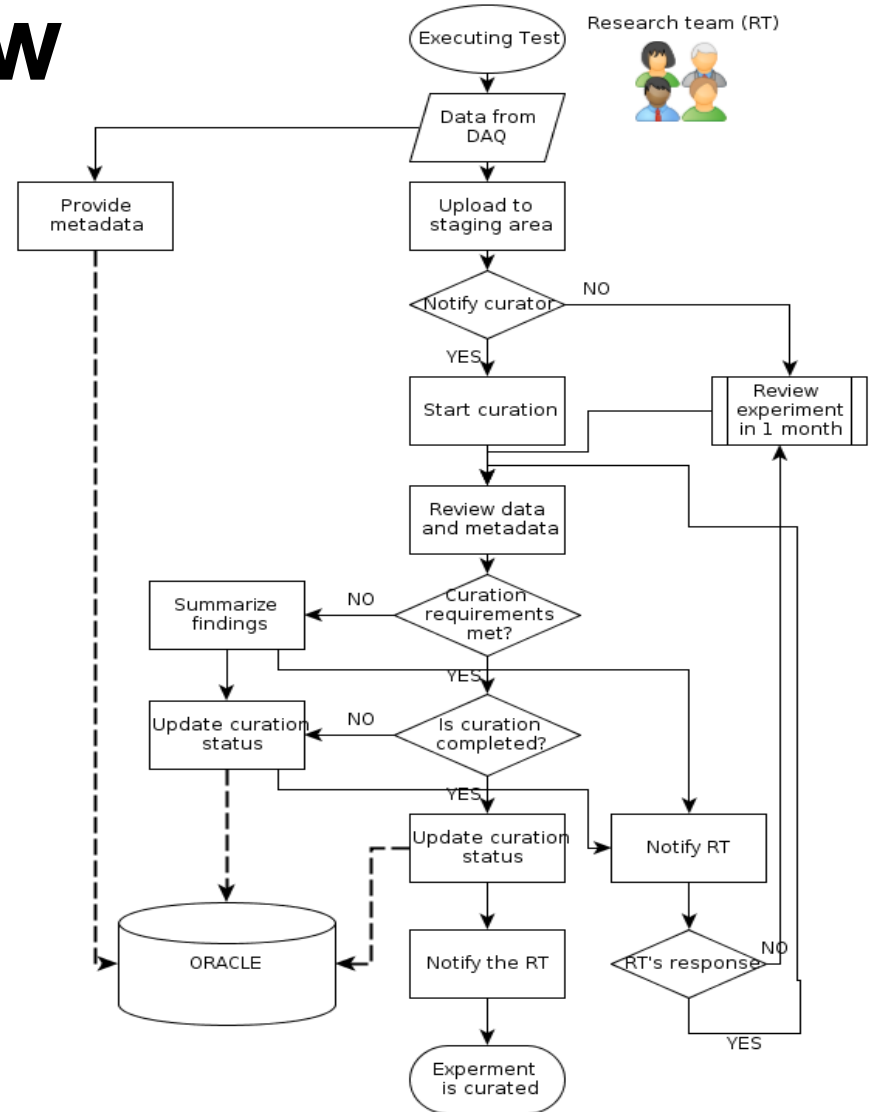 w
Executing Test
Research team (RT)
Data from
DAQ
Provide
metadata
Upload to
staging area
Notify curator
NO
YES
Start curation
Review
experiment
in 1 month
Review data
and metadata
Curation
requirements
met?
NO
Summarize
findings
YES
Is curation
completed?
NO
Update curation
status
YES
Update curation
status
Notify RT
ORACLE
Notify the RT
RT's response
NO
YES
Experment
is curated